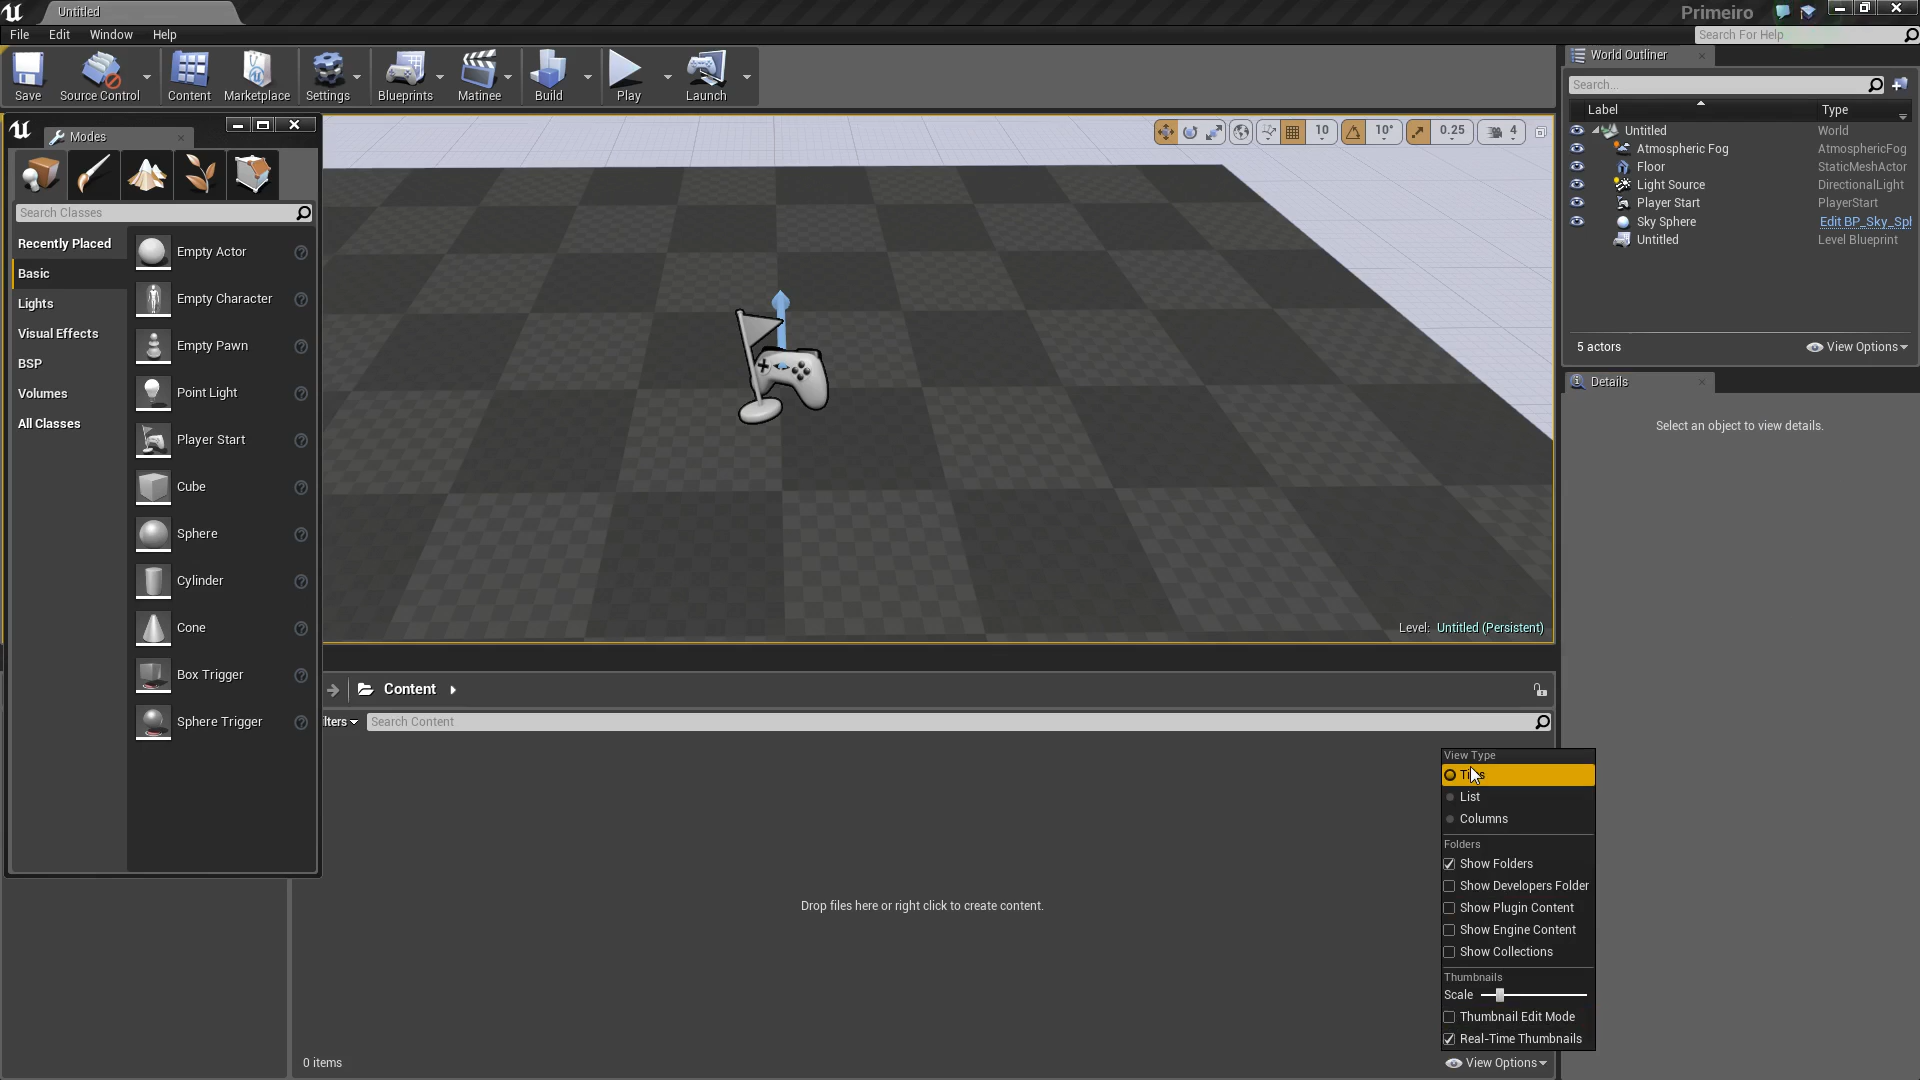 Untitled
Primeiro
File Edit Window Help
Search For Help
Save Source Control Content Marketplace Settings Blueprints Matinee Build Play Launch
Modes
Search Classes
Recently Placed
Basic
Lights
Visual Effects
BSP
Volumes
All Classes
Empty Actor
Empty Character
Empty Pawn
Point Light
Player Start
Cube
Sphere
Cylinder
Cone
Box Trigger
Sphere Trigger
10 10° 0.25 4
Level: Untitled (Persistent)
World Outliner
Search...
Label Type
Untitled World
Atmospheric Fog AtmosphericFog
Floor StaticMeshActor
Light Source DirectionalLight
Player Start PlayerStart
Sky Sphere Edit BP_Sky_Spl
Untitled Level Blueprint
5 actors View Options
Details
Select an object to view details.
Content
lters Search Content
Drop files here or right click to create content.
0 items
View Type
List
Columns
Folders
Show Folders
Show Developers Folder
Show Plugin Content
Show Engine Content
Show Collections
Thumbnails
Scale
Thumbnail Edit Mode
Real-Time Thumbnails
View Options